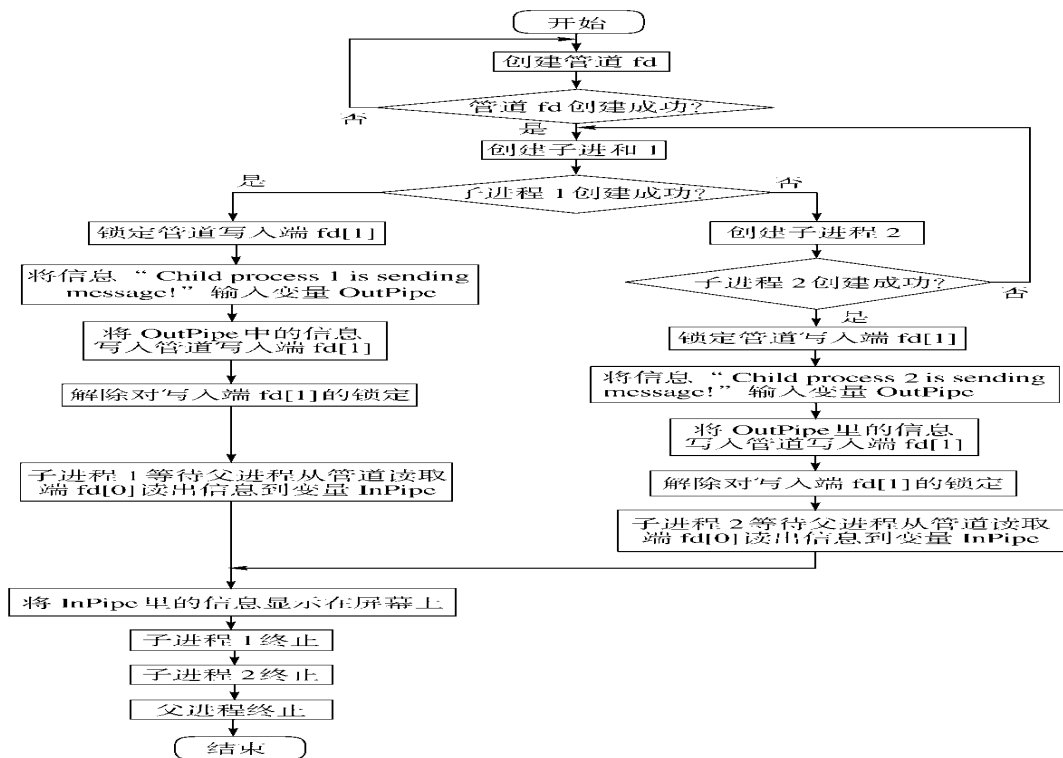 开始
创建管道 fd
管道 fd 创建成功?
否
是
创建子进和 1
子进程 1 创建成功?
是
锁定管道写入端 fd[1]
将信息 “ Child process 1 is sending
message!” 输入变量 OutPipe
将 OutPipe 中的信息
写入管道写入端 fd[1]
解除对写入端 fd[1] 的锁定
子进程 1 等待父进程从管道读取
端 fd[0] 读出信息到变量 InPipe
否
创建子进程 2
子进程 2 创建成功?
否
是
锁定管道写入端 fd[1]
将信息 “ Child process 2 is sending
message!” 输入变量 OutPipe
将 OutPipe 里的信息
写入管道写入端 fd[1]
解除对写入端 fd[1] 的锁定
子进程 2 等待父进程从管道读取
端 fd[0] 读出信息到变量 InPipe
将 InPipe 里的信息显示在屏幕上
子进程 1 终止
子进程 2 终止
父进程终止
结束